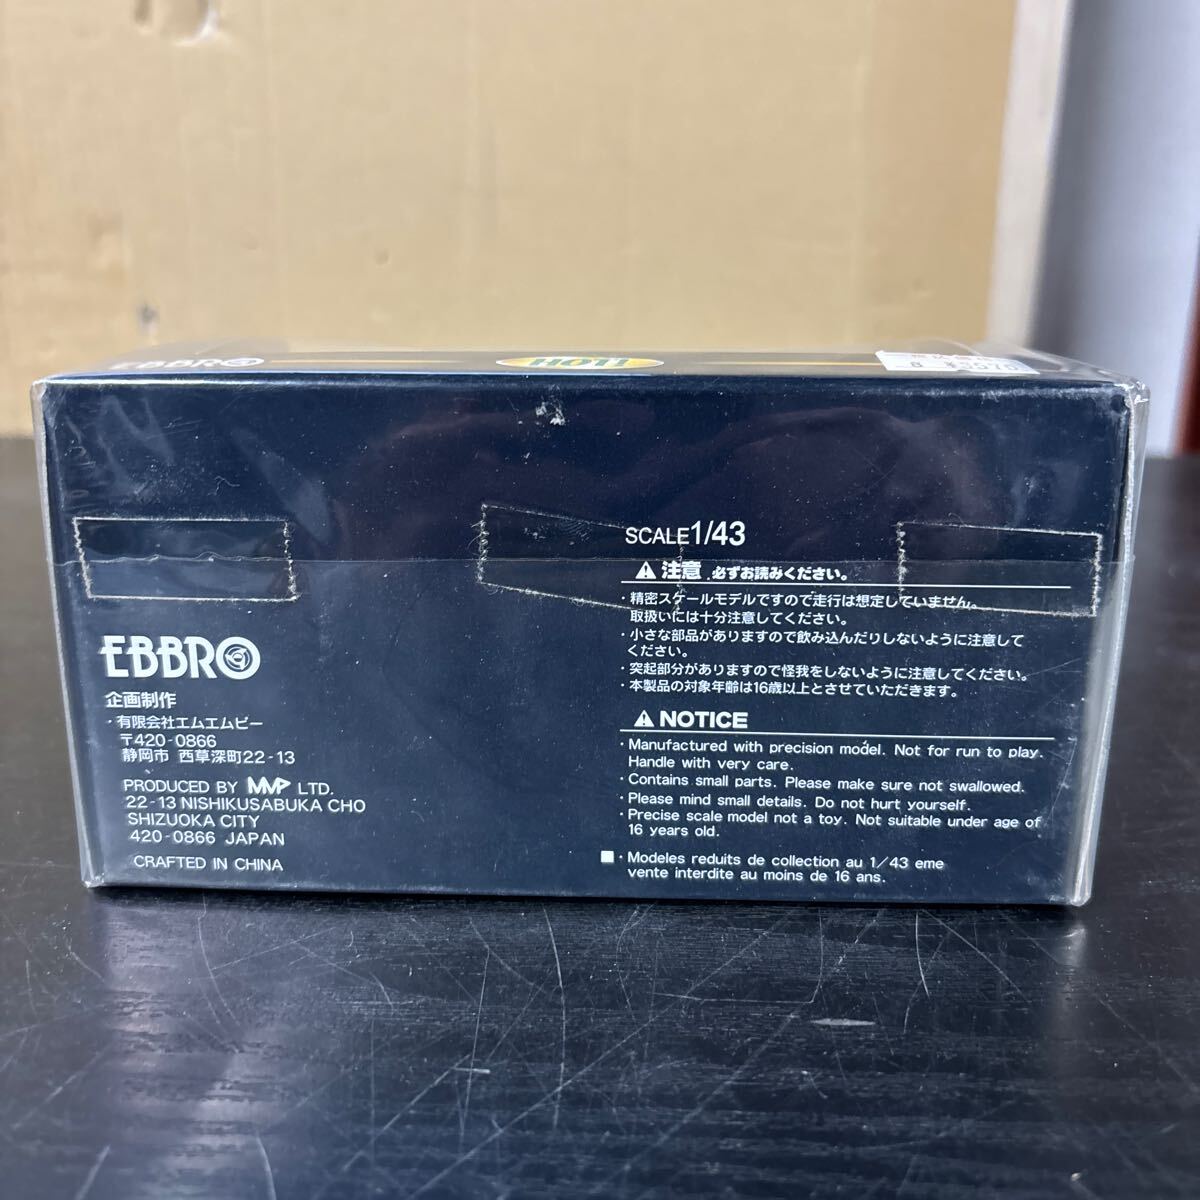 EBBRO
HOT!
SCALE1/43
注意 必ずお読みください。
・精密スケールモデルですので走行は想定していません。
取扱いには十分注意してください。
・小さな部品がありますので飲み込んだりしないように注意して
ください。
・突起部分がありますので怪我をしないように注意してください。
・本製品の対象年齢は16歳以上とさせていただきます。
NOTICE
・Manufactured with precision model. Not for run to play.
Handle with very care.
・Contains small parts. Please make sure not swallowed.
・Please mind small details. Do not hurt yourself.
・Precise scale model not a toy. Not suitable under age of
16 years old.
■・Modeles reduits de collection au 1/43 eme
vente interdite au moins de 16 ans.
EBBRO
企画制作
・有限会社エムエムピー
〒420-0866
静岡市 西草深町22-13
PRODUCED BY MMP LTD.
22-13 NISHIKUSABUKA CHO
SHIZUOKA CITY
420-0866 JAPAN
CRAFTED IN CHINA